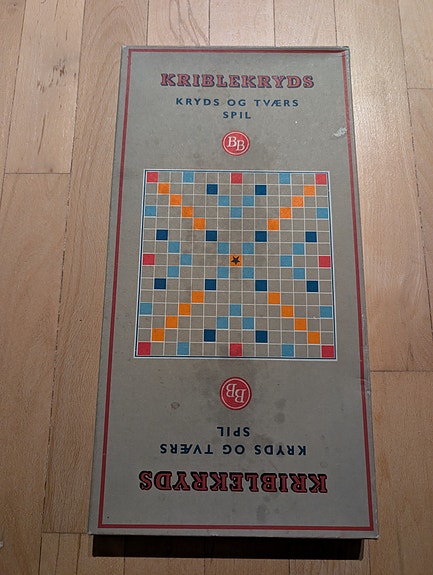 KRIBLEKRYDS
KRYDS OG TVÆRS
SPIL
BB
BB
KRYDS OG TVÆRS
SPIL
KRIBLEKRYDS